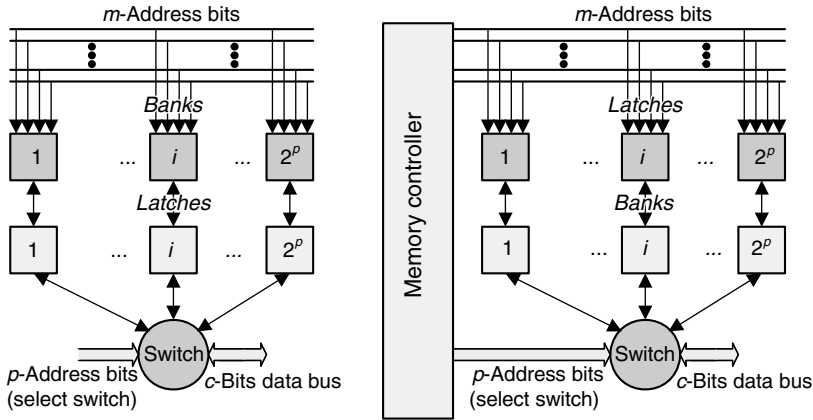 m-Address bits
Banks
1 ... i ... 2^p
Latches
1 ... i ... 2^p
Switch
p-Address bits
(select switch)
c-Bits data bus
Memory controller
m-Address bits
Latches
1 ... i ... 2^p
Banks
1 ... i ... 2^p
Switch
p-Address bits
(select switch)
c-Bits data bus